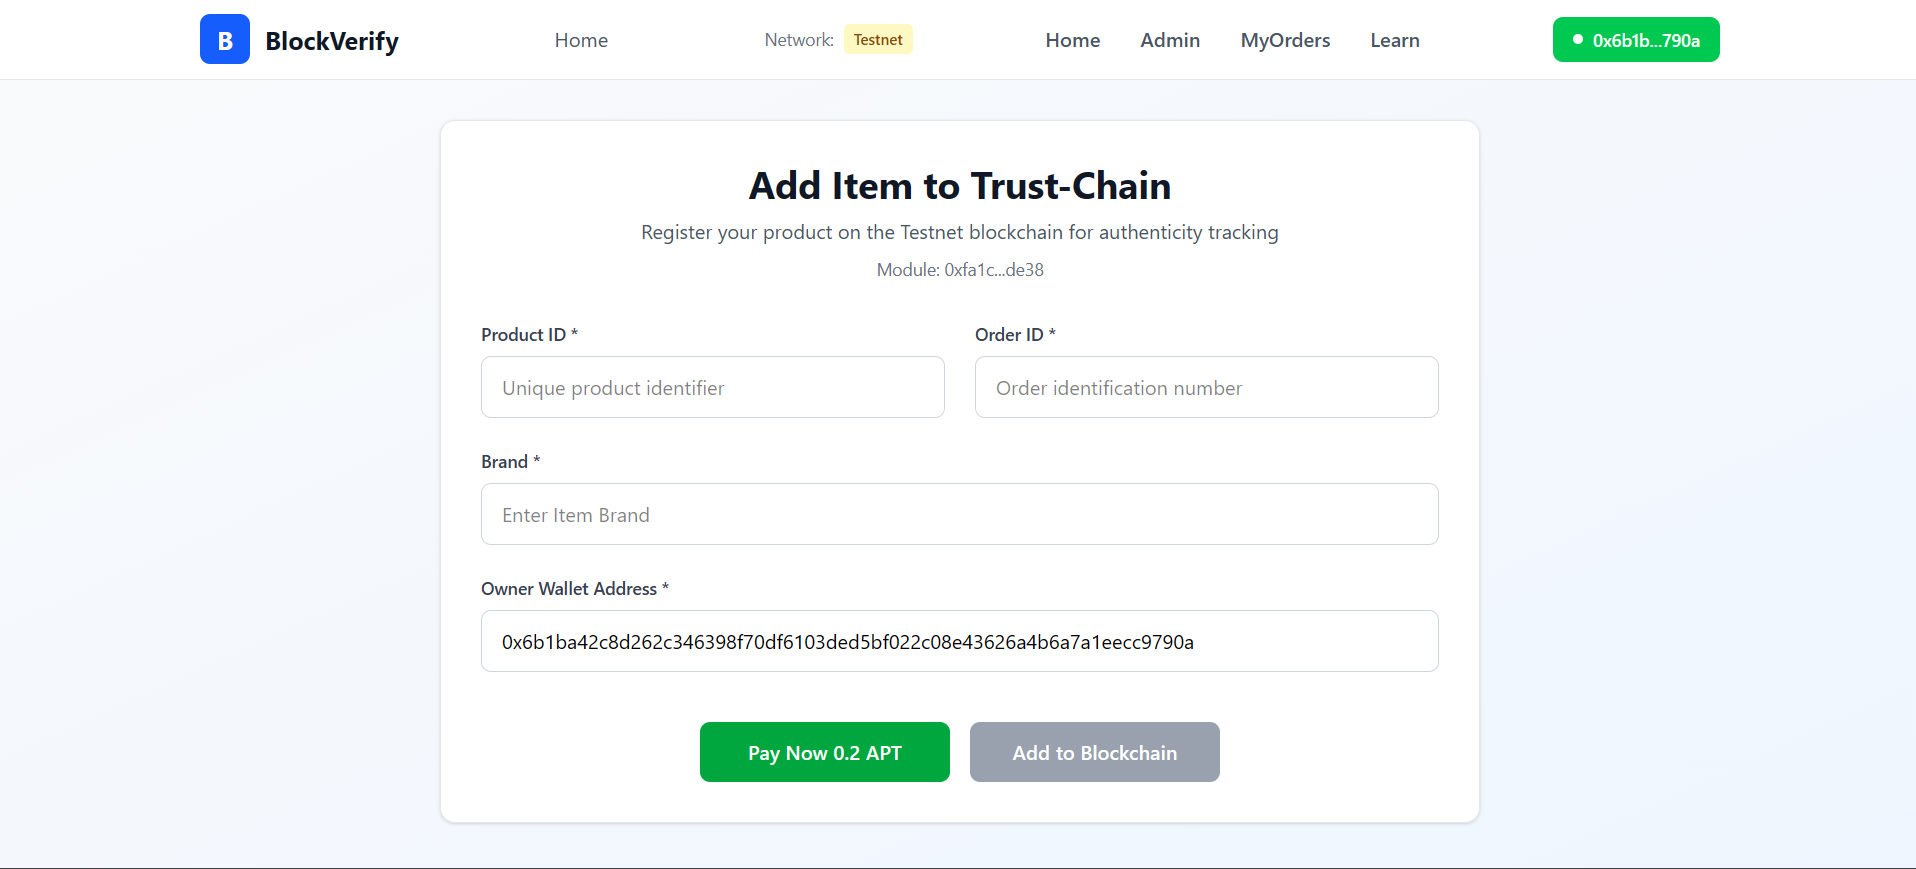 B BlockVerify Home Network: Testnet Home Admin MyOrders Learn 0x6b1b...790a
Add Item to Trust-Chain
Register your product on the Testnet blockchain for authenticity tracking
Module: 0xfa1c...de38
Product ID * Order ID *
Unique product identifier Order identification number
Brand *
Enter Item Brand
Owner Wallet Address *
0x6b1ba42c8d262c346398f70df6103ded5bf022c08e43626a4b6a7a1eecc9790a
Pay Now 0.2 APT Add to Blockchain